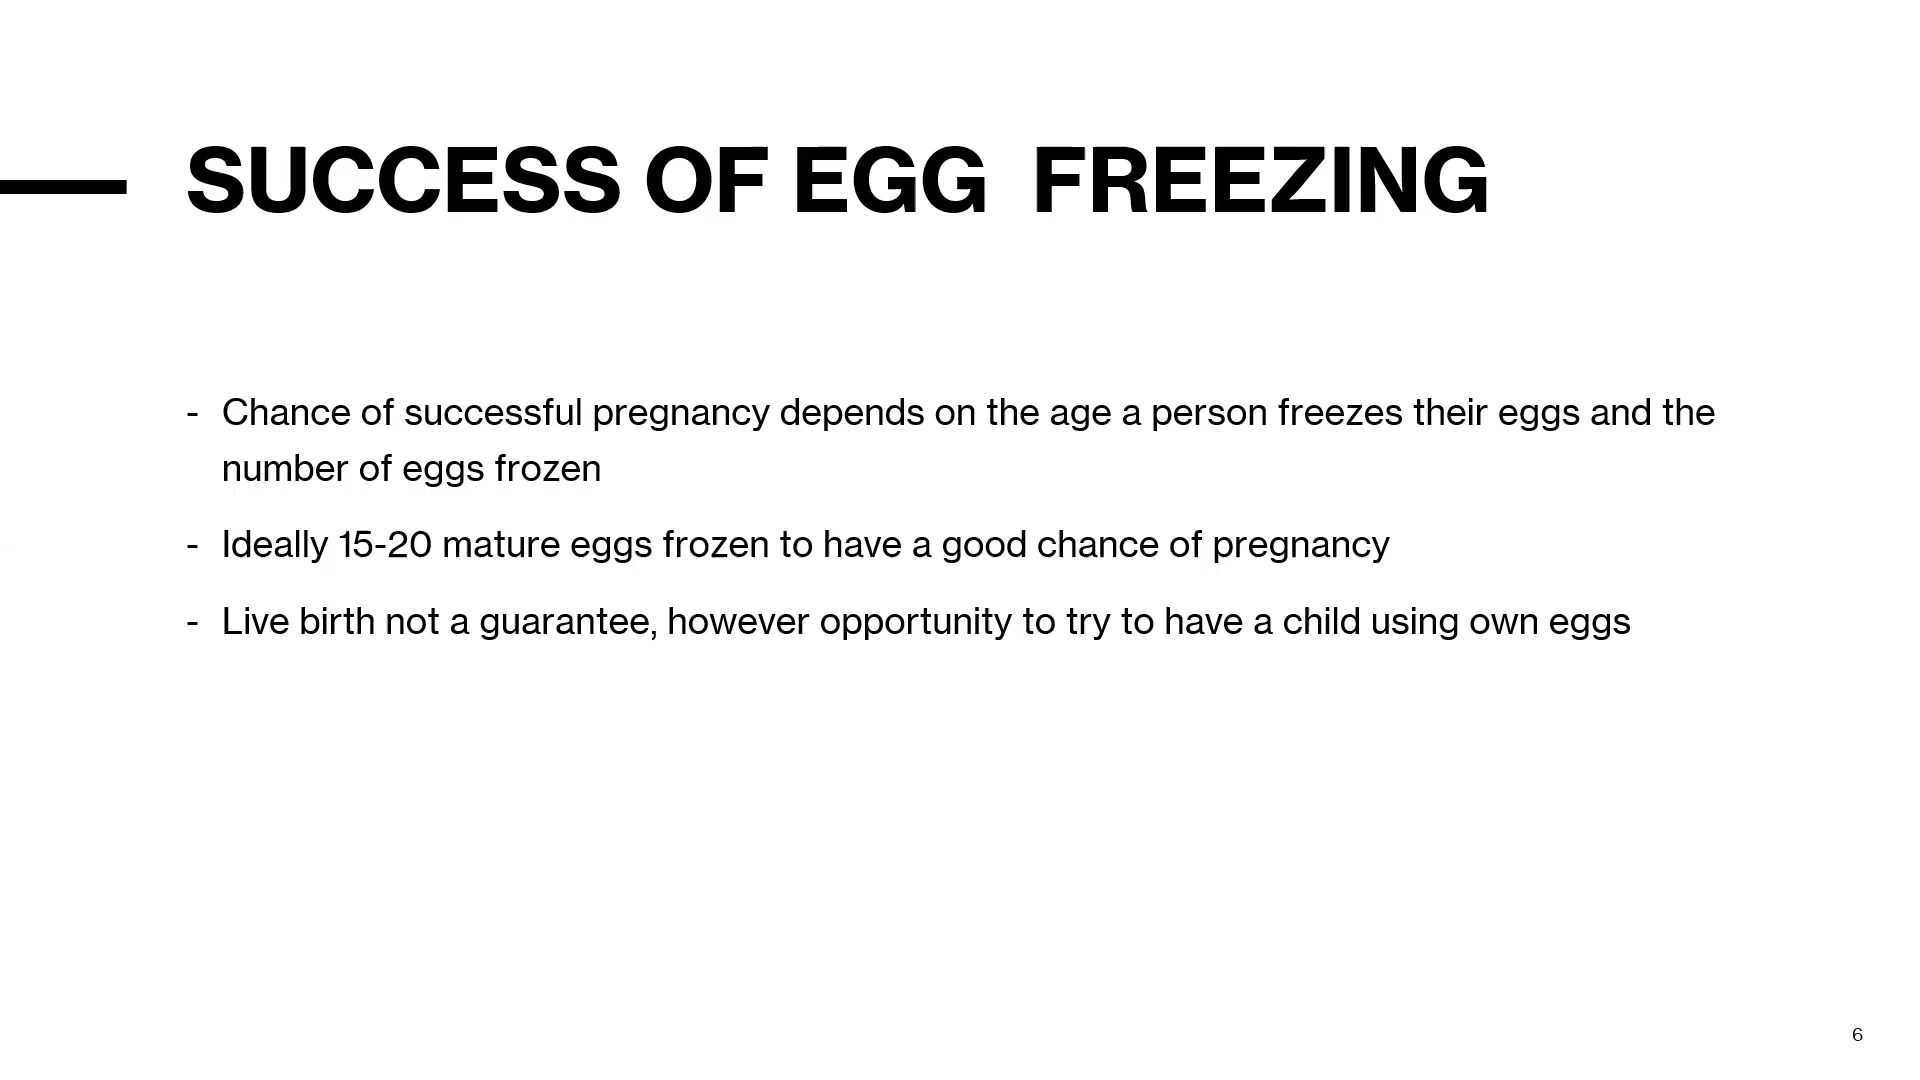 SUCCESS OF EGG  FREEZING
- Chance of successful pregnancy depends on the age a person freezes their eggs and the
number of eggs frozen
- Ideally 15-20 mature eggs frozen to have a good chance of pregnancy
- Live birth not a guarantee, however opportunity to try to have a child using own eggs
6